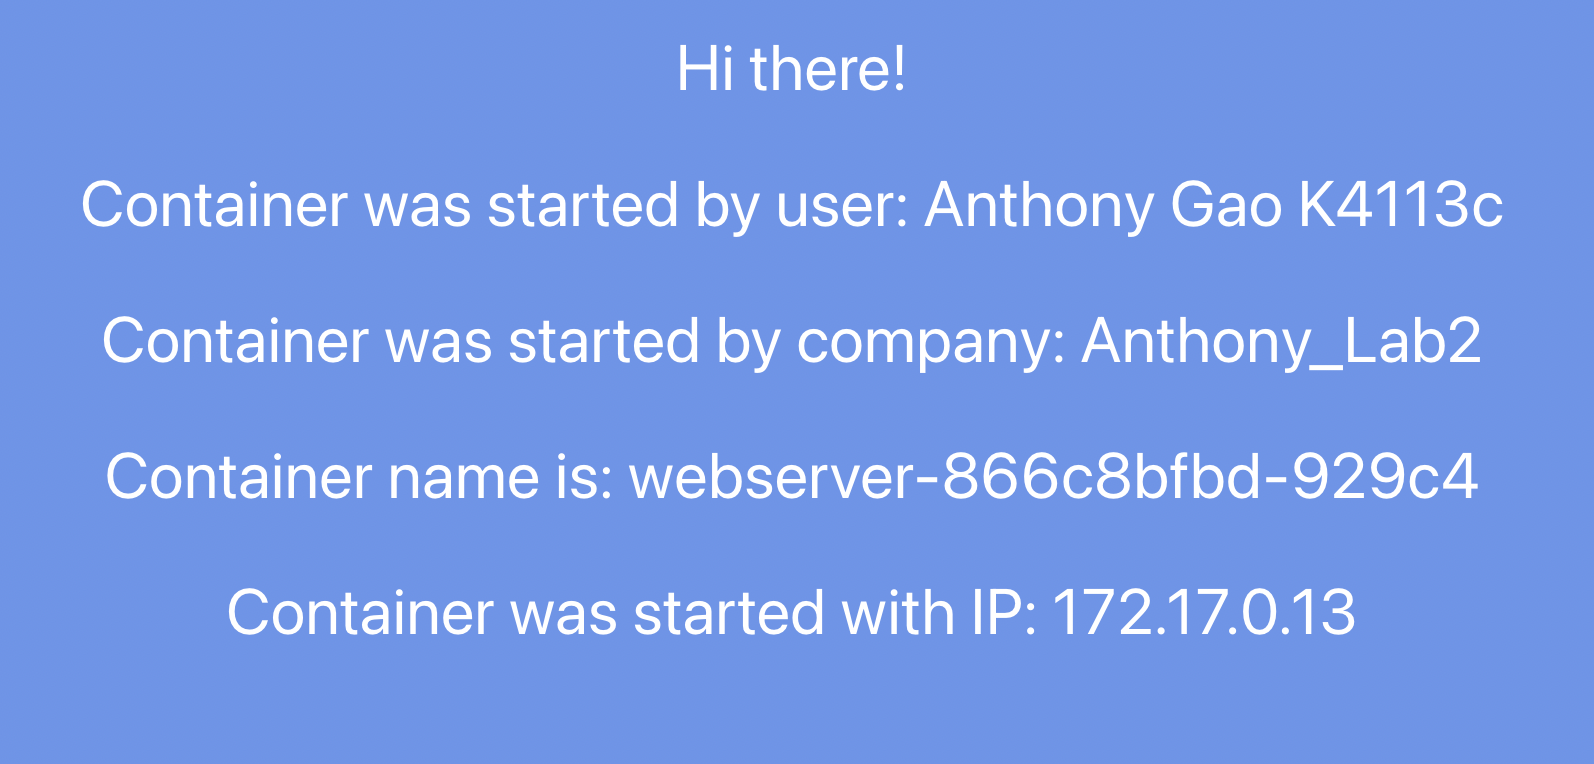 Hi there!
Container was started by user: Anthony Gao K4113c
Container was started by company: Anthony_Lab2
Container name is: webserver-866c8bfbd-929c4
Container was started with IP: 172.17.0.13